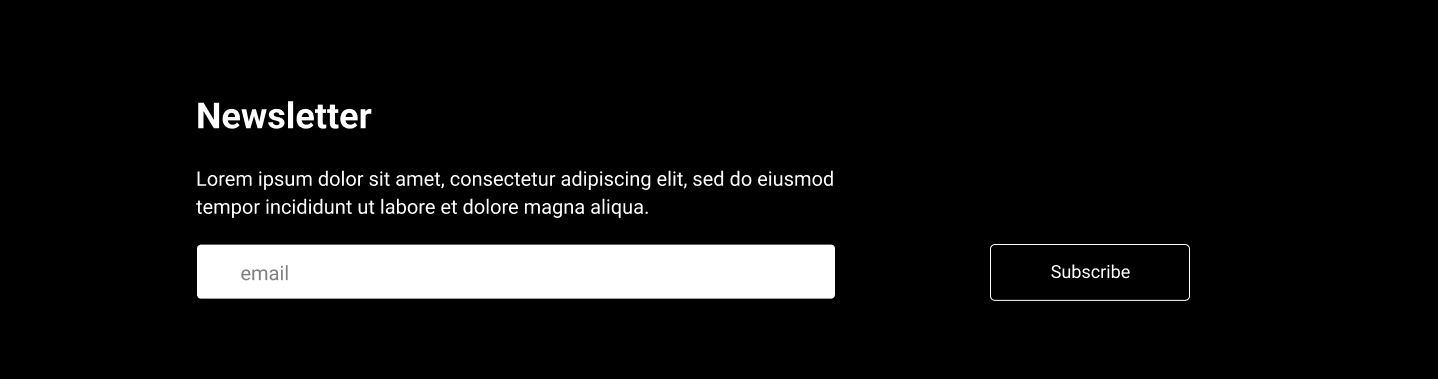 Newsletter
Lorem ipsum dolor sit amet, consectetur adipiscing elit, sed do eiusmod
tempor incididunt ut labore et dolore magna aliqua.
email
Subscribe